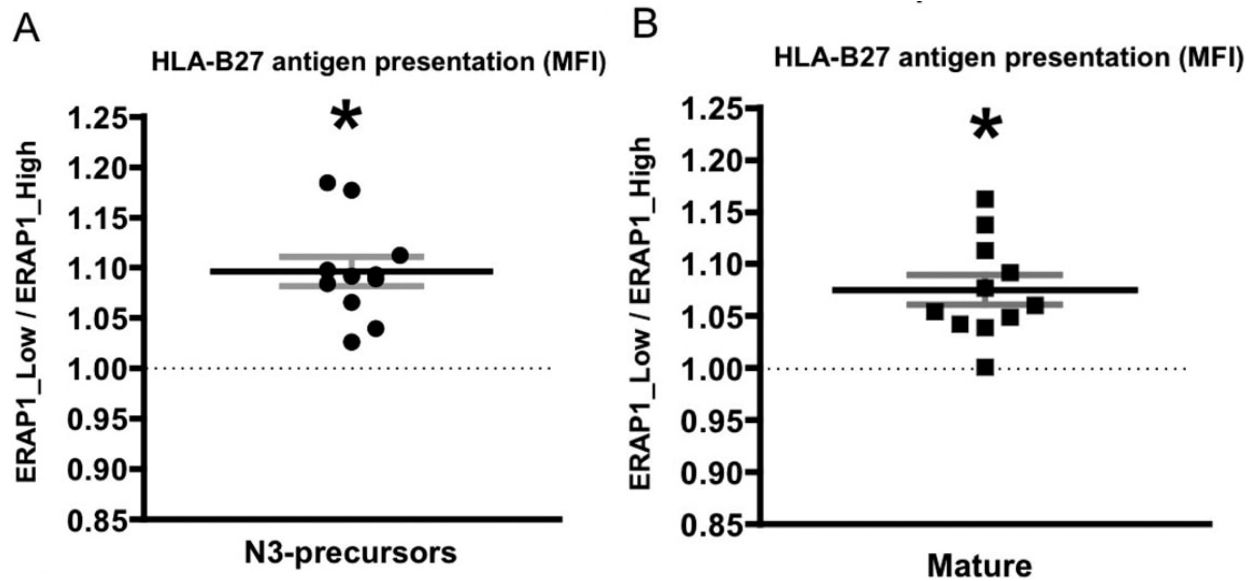 A
HLA-B27 antigen presentation (MFI)
*
ERAP1_Low / ERAP1_High
1.25
1.20
1.15
1.10
1.05
1.00
0.95
0.90
0.85
N3-precursors
B
HLA-B27 antigen presentation (MFI)
*
ERAP1_Low / ERAP1_High
1.25
1.20
1.15
1.10
1.05
1.00
0.95
0.90
0.85
Mature